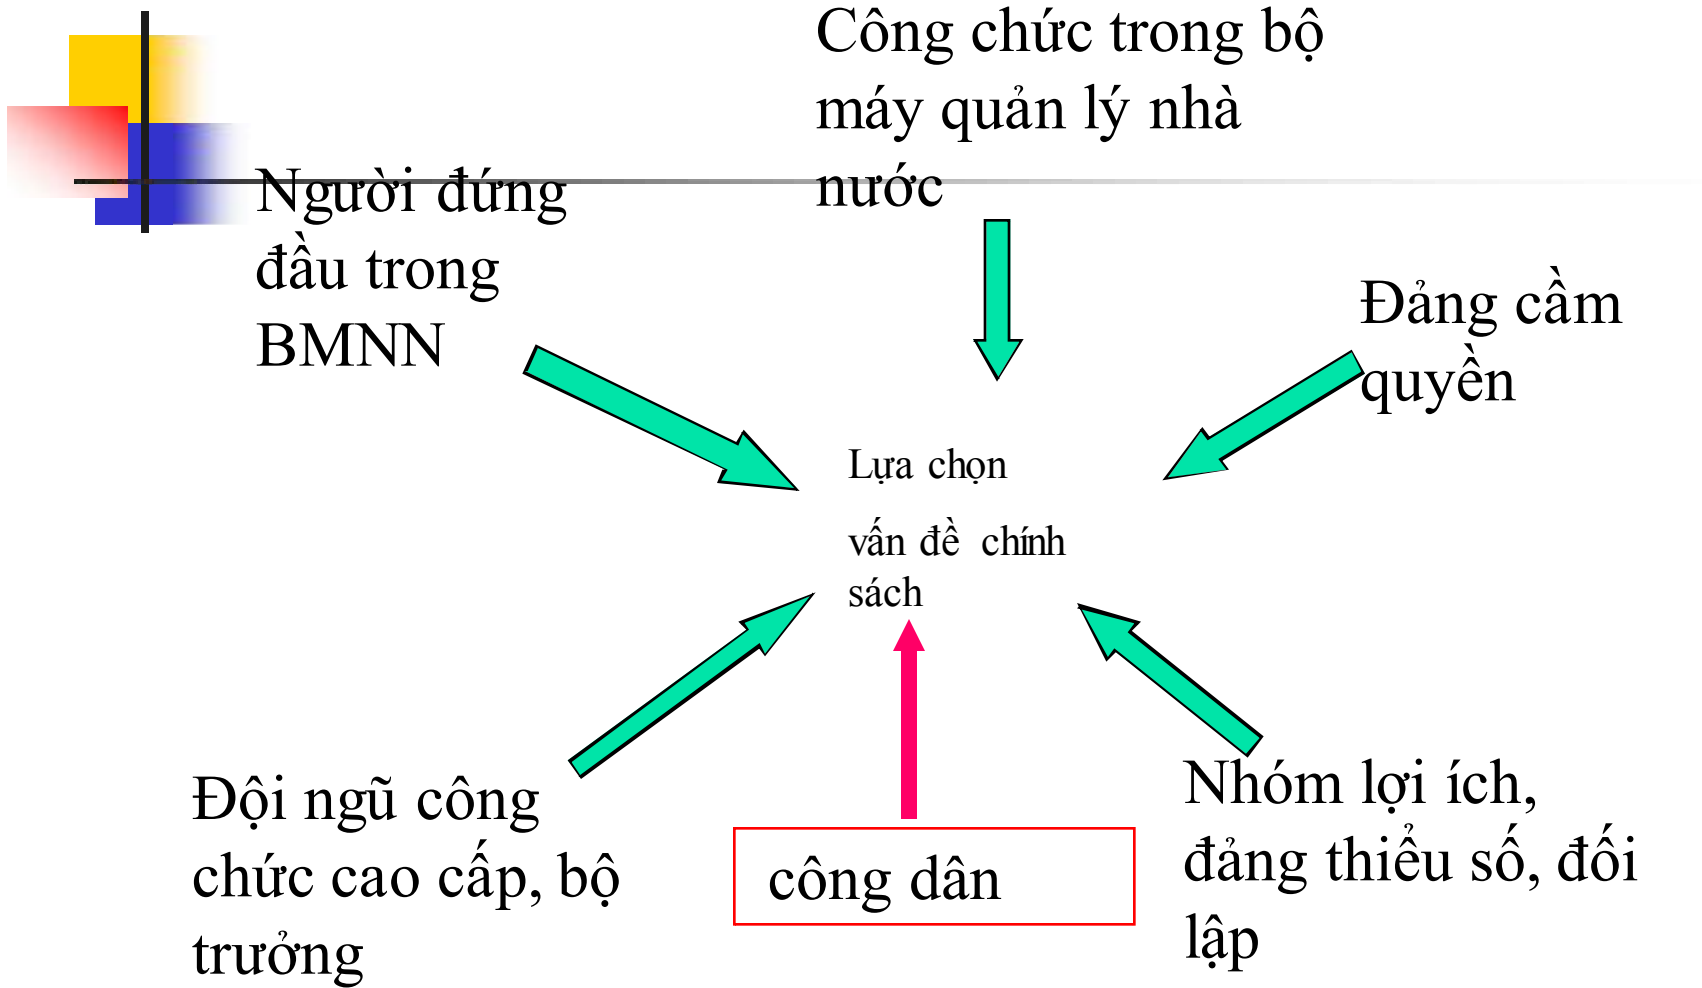 Công chức trong bộ
máy quản lý nhà
nước
Người đứng
đầu trong
BMNN
Đảng cầm
quyền
Lựa chọn
vấn đề chính
sách
Đội ngũ công
chức cao cấp, bộ
trưởng
công dân
Nhóm lợi ích,
đảng thiểu số, đối
lập